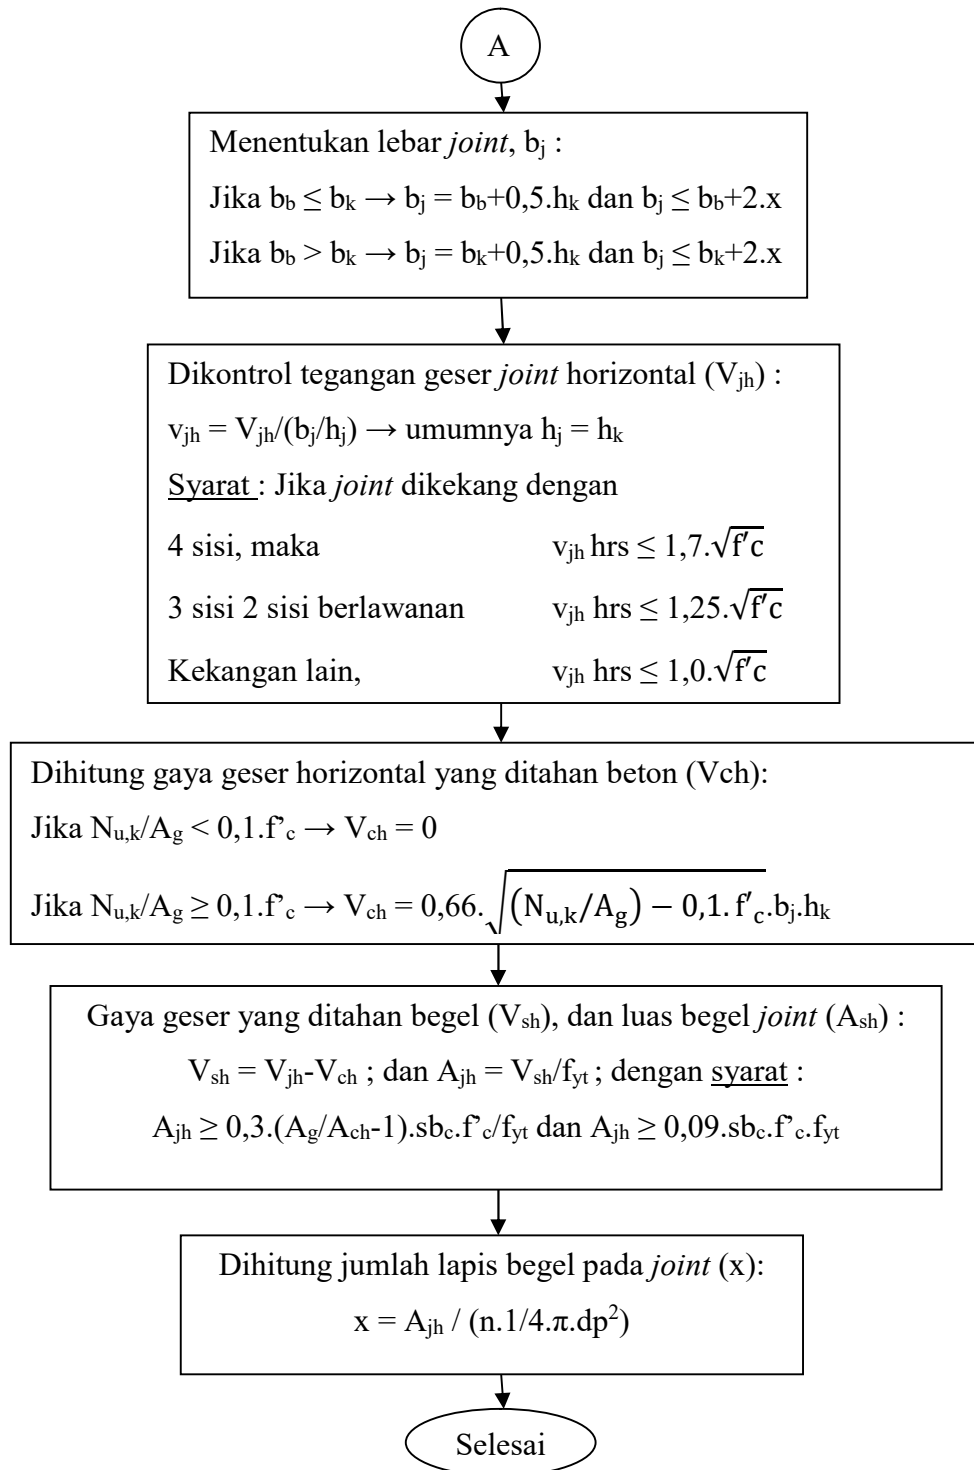 A
Menentukan lebar joint, bj :
Jika bb ≤ bk → bj = bb+0,5.hk dan bj ≤ bb+2.x
Jika bb > bk → bj = bk+0,5.hk dan bj ≤ bk+2.x
Dikontrol tegangan geser joint horizontal (Vjh) :
vjh = Vjh/(bj/hj) → umumnya hj = hk
Syarat : Jika joint dikekang dengan
4 sisi, maka vjh hrs ≤ 1,7.√f'c
3 sisi 2 sisi berlawanan vjh hrs ≤ 1,25.√f'c
Kekangan lain, vjh hrs ≤ 1,0.√f'c
Dihitung gaya geser horizontal yang ditahan beton (Vch):
Jika Nu,k/Ag < 0,1.f'c → Vch = 0
Jika Nu,k/Ag ≥ 0,1.f'c → Vch = 0,66.√(Nu,k/Ag) − 0,1. f'c.bj.hk
Gaya geser yang ditahan begel (Vsh), dan luas begel joint (Ash) :
Vsh = Vjh-Vch ; dan Ajh = Vsh/fyt ; dengan syarat :
Ajh ≥ 0,3.(Ag/Ach-1).sbc.f'c/fyt dan Ajh ≥ 0,09.sbc.f'c.fyt
Dihitung jumlah lapis begel pada joint (x):
x = Ajh / (n.1/4.π.dp²)
Selesai